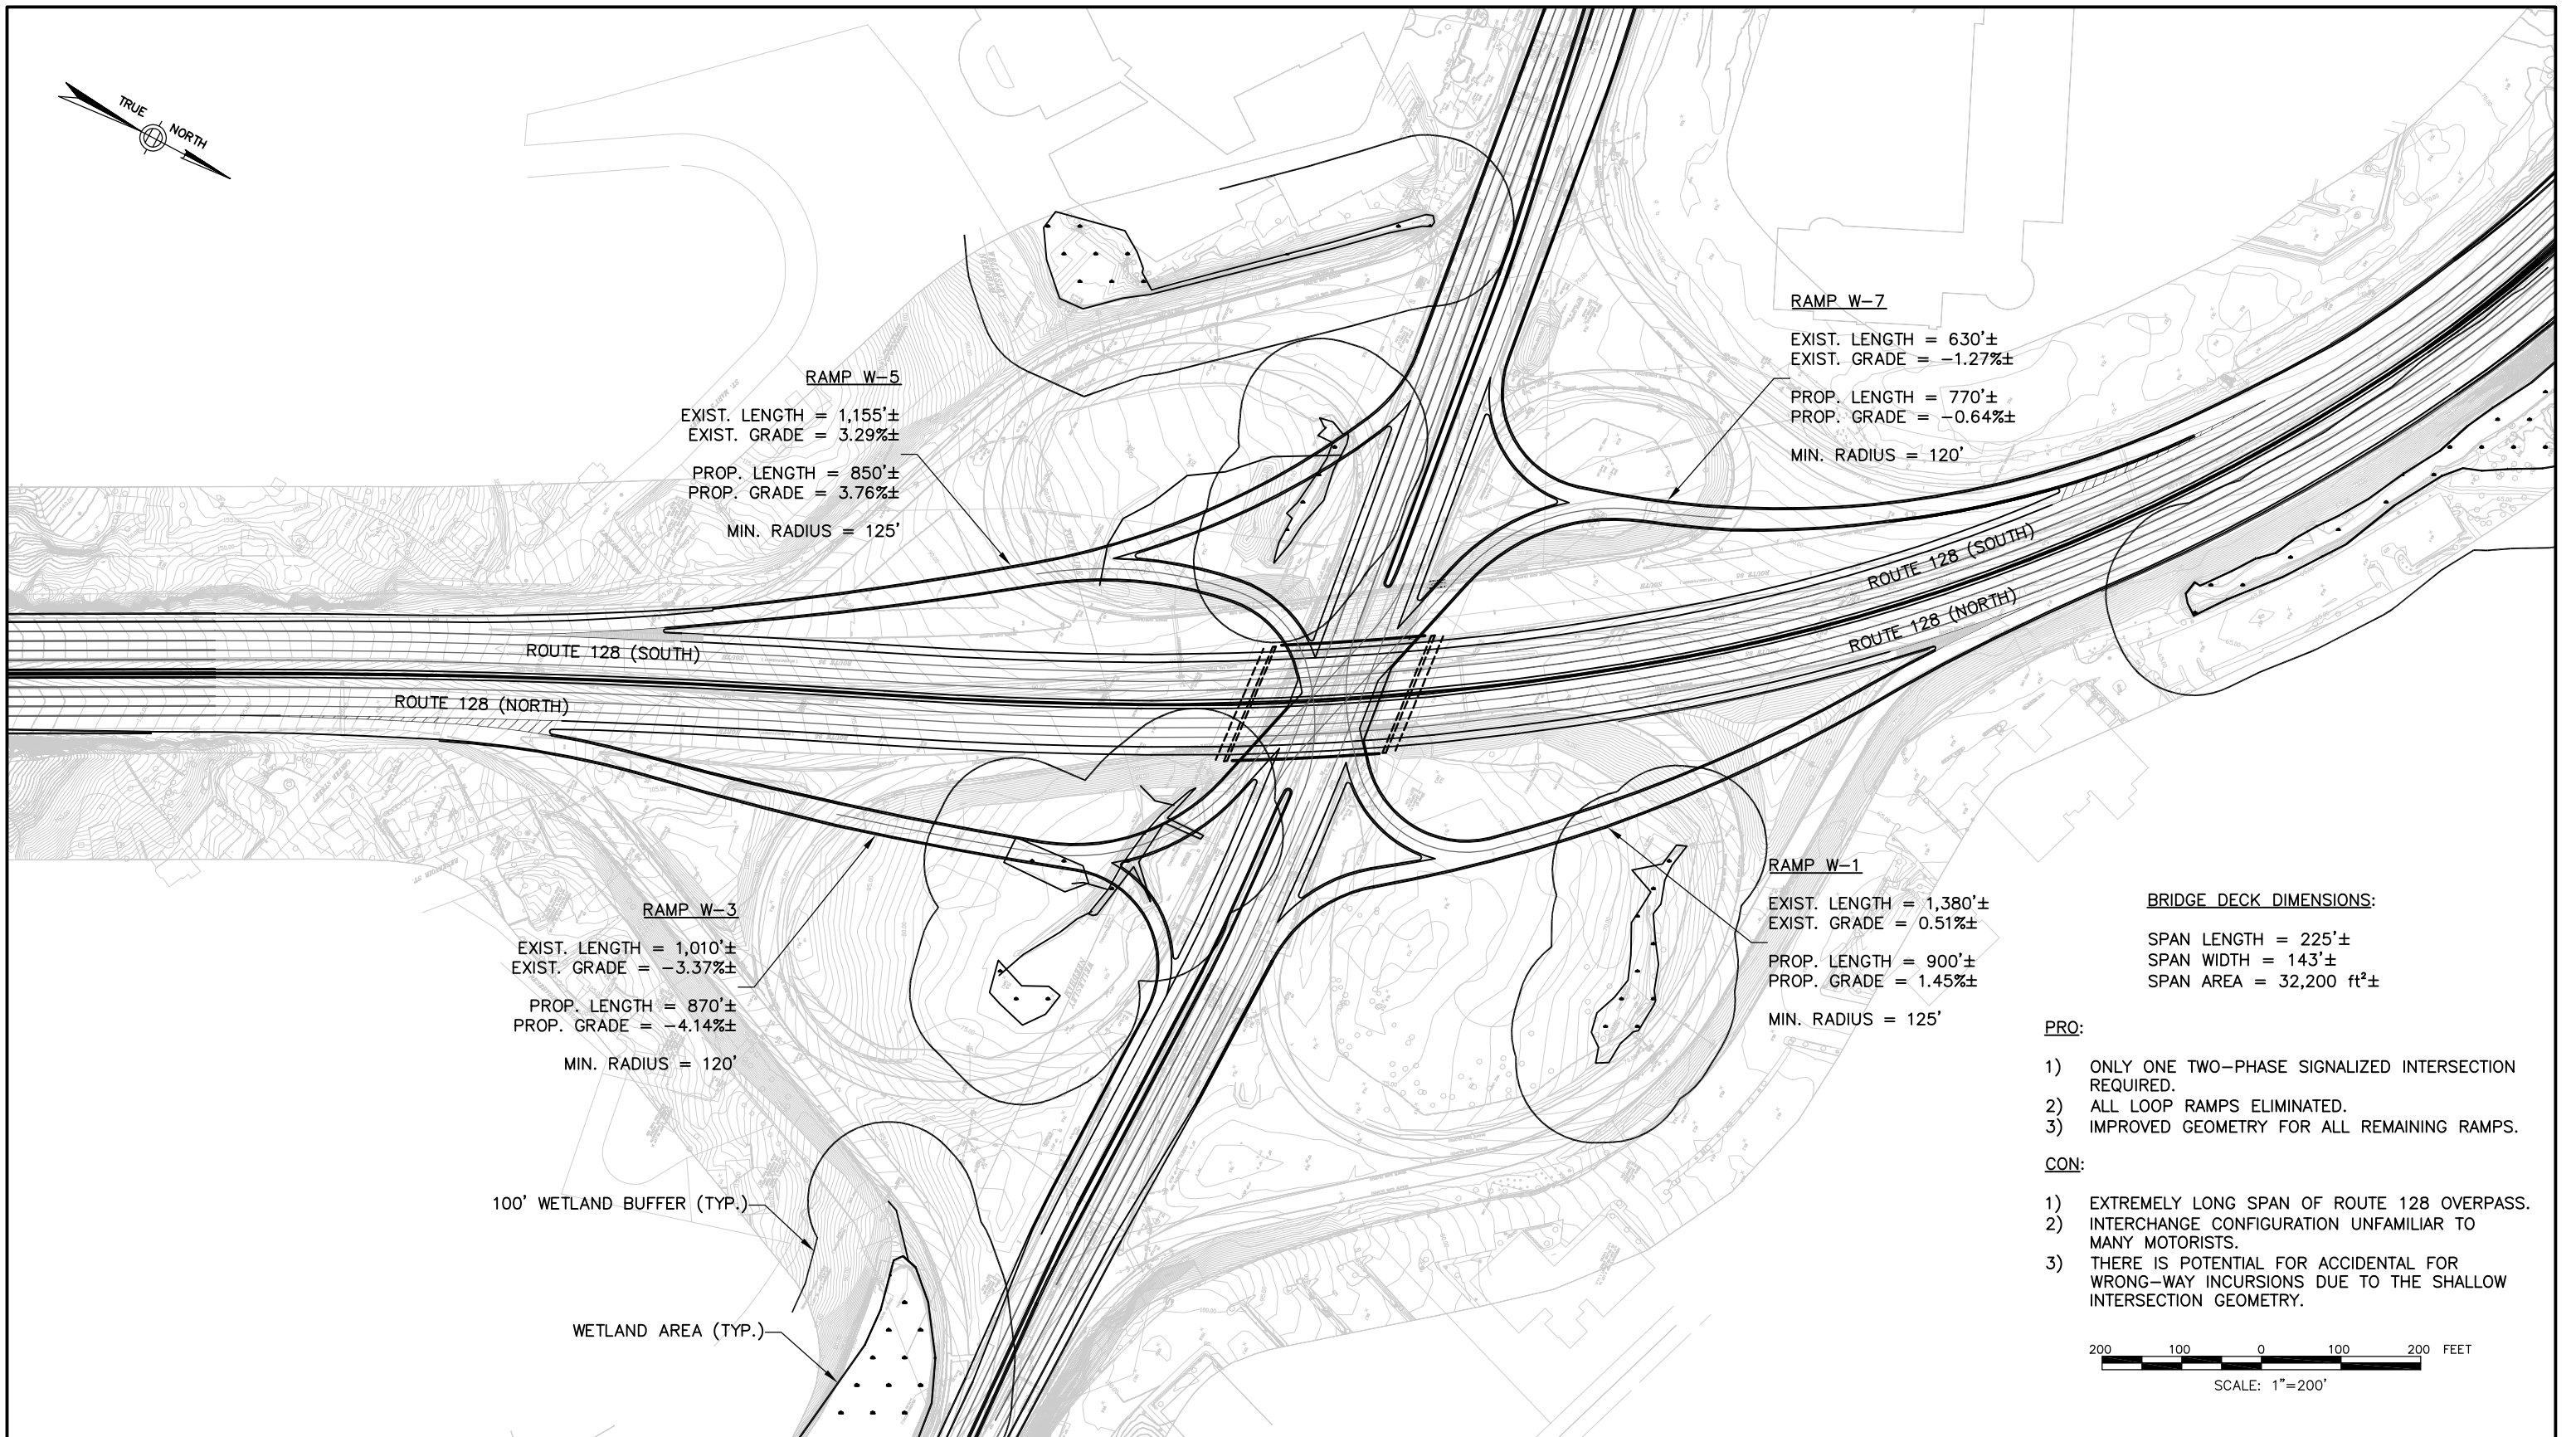 TRUE NORTH
RAMP W-7
EXIST. LENGTH = 630'±
EXIST. GRADE = -1.27%±
PROP. LENGTH = 770'±
PROP. GRADE = -0.64%±
MIN. RADIUS = 120'
RAMP W-5
EXIST. LENGTH = 1,155'±
EXIST. GRADE = 3.29%±
PROP. LENGTH = 850'±
PROP. GRADE = 3.76%±
MIN. RADIUS = 125'
ROUTE 128 (SOUTH)
ROUTE 128 (NORTH)
ROUTE 128 (SOUTH)
ROUTE 128 (NORTH)
RAMP W-1
EXIST. LENGTH = 1,380'±
EXIST. GRADE = 0.51%±
PROP. LENGTH = 900'±
PROP. GRADE = 1.45%±
MIN. RADIUS = 125'
RAMP W-3
EXIST. LENGTH = 1,010'±
EXIST. GRADE = -3.37%±
PROP. LENGTH = 870'±
PROP. GRADE = -4.14%±
MIN. RADIUS = 120'
BRIDGE DECK DIMENSIONS:
SPAN LENGTH = 225'±
SPAN WIDTH = 143'±
SPAN AREA = 32,200 ft²±
PRO:
1) ONLY ONE TWO-PHASE SIGNALIZED INTERSECTION
REQUIRED.
2) ALL LOOP RAMPS ELIMINATED.
3) IMPROVED GEOMETRY FOR ALL REMAINING RAMPS.
CON:
1) EXTREMELY LONG SPAN OF ROUTE 128 OVERPASS.
2) INTERCHANGE CONFIGURATION UNFAMILIAR TO
MANY MOTORISTS.
3) THERE IS POTENTIAL FOR ACCIDENTAL FOR
WRONG-WAY INCURSIONS DUE TO THE SHALLOW
INTERSECTION GEOMETRY.
100' WETLAND BUFFER (TYP.)
WETLAND AREA (TYP.)
200 100 0 100 200 FEET
SCALE: 1"=200'